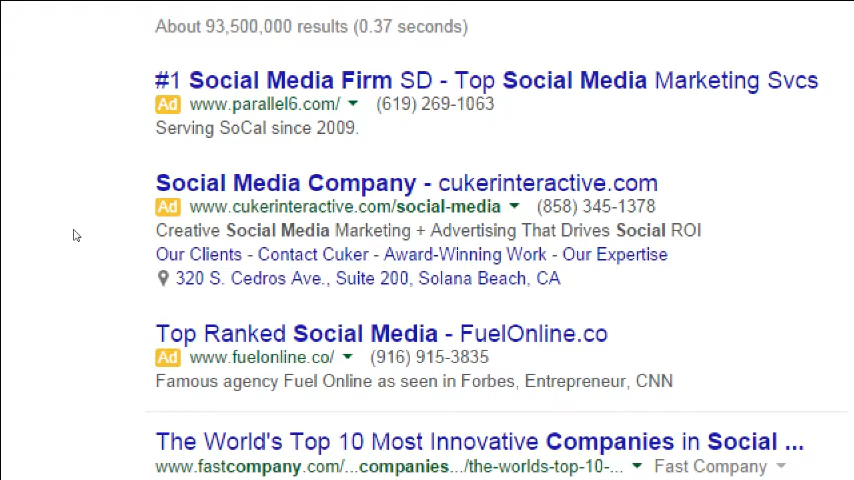 About 93,500,000 results (0.37 seconds)
#1 Social Media Firm SD - Top Social Media Marketing Svcs
Ad www.parallel6.com/ (619) 269-1063
Serving SoCal since 2009.
Social Media Company - cukerinteractive.com
Ad www.cukerinteractive.com/social-media (858) 345-1378
Creative Social Media Marketing + Advertising That Drives Social ROI
Our Clients - Contact Cuker - Award-Winning Work - Our Expertise
320 S. Cedros Ave., Suite 200, Solana Beach, CA
Top Ranked Social Media - FuelOnline.co
Ad www.fuelonline.co/ (916) 915-3835
Famous agency Fuel Online as seen in Forbes, Entrepreneur, CNN
The World's Top 10 Most Innovative Companies in Social ...
www.fastcompany.com/...companies.../the-worlds-top-10-... Fast Company